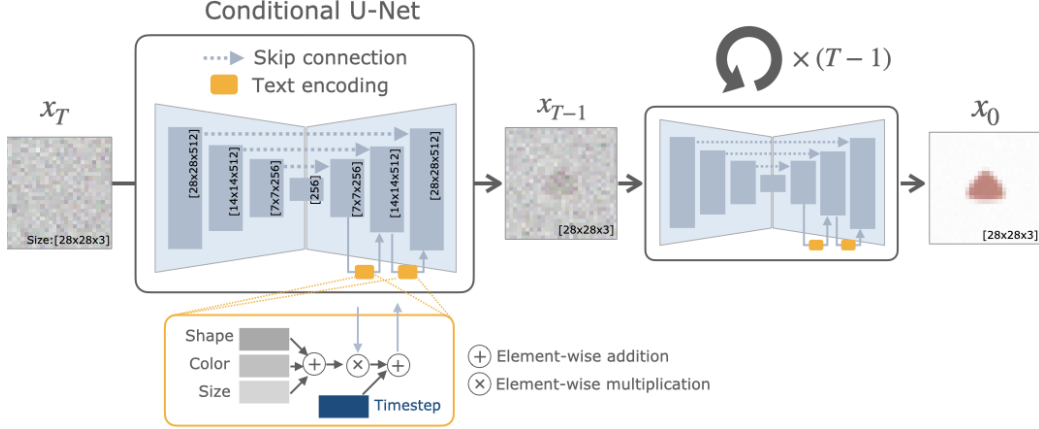 Conditional U-Net
Skip connection
Text encoding
x_T
Size:[28x28x3]
[28x28x512]
[14x14x512]
[7x7x256]
[256]
[7x7x256]
[14x14x512]
[28x28x512]
x_{T−1}
[28x28x3]
× (T − 1)
x_0
[28x28x3]
Shape
Color
Size
+
×
+
Timestep
+ Element-wise addition
× Element-wise multiplication